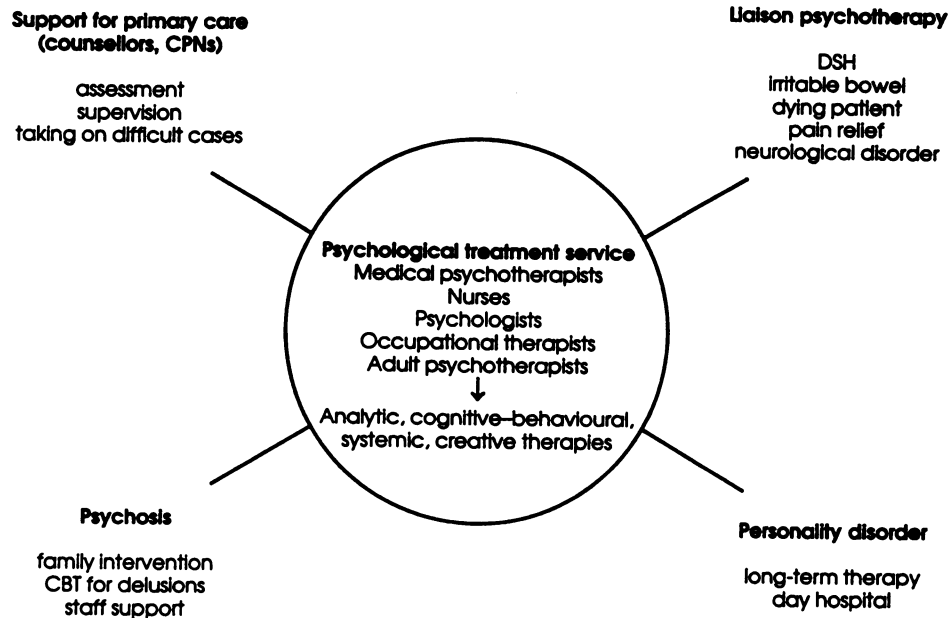 Support for primary care
(counsellors, CPNs)
assessment
supervision
taking on difficult cases
Liaison psychotherapy
DSH
irritable bowel
dying patient
pain relief
neurological disorder
Psychological treatment service
Medical psychotherapists
Nurses
Psychologists
Occupational therapists
Adult psychotherapists
↓
Analytic, cognitive–behavioural,
systemic, creative therapies
Psychosis
family intervention
CBT for delusions
staff support
Personality disorder
long-term therapy
day hospital